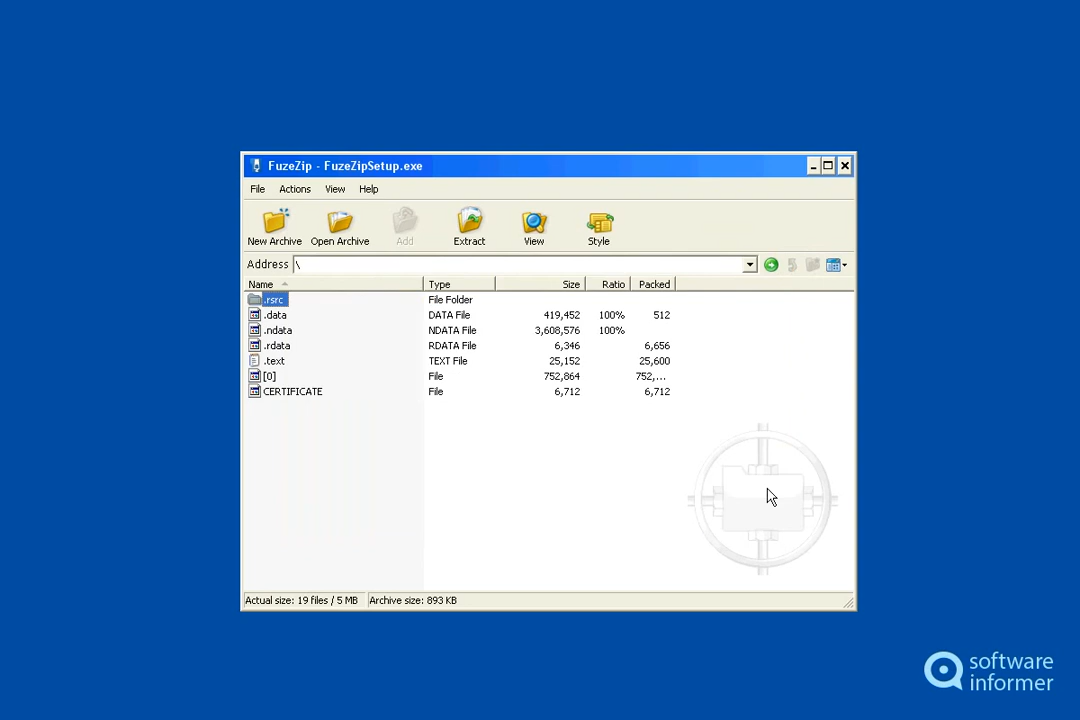 FuzeZip - FuzeZipSetup.exe
File Actions View Help
New Archive Open Archive Add Extract View Style
Address \
Name Type Size Ratio Packed
.rsrc File Folder
.data DATA File 419,452 100% 512
.ndata NDATA File 3,608,576 100%
.rdata RDATA File 6,346 6,656
.text TEXT File 25,152 25,600
[0] File 752,864 752,...
CERTIFICATE File 6,712 6,712
Actual size: 19 files / 5 MB Archive size: 893 KB
software
informer